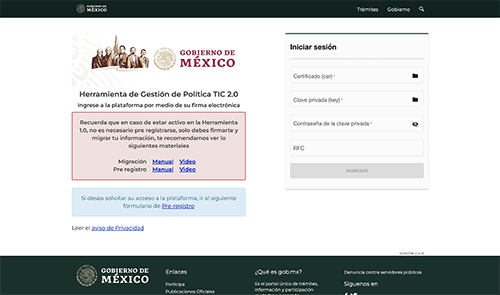 GOBIERNO DE
MÉXICO
Trámites
Gobierno
GOBIERNO DE
MÉXICO
Herramienta de Gestión de Política TIC 2.0
Ingrese a la plataforma por medio de su firma electrónica
Recuerda que en caso de estar activo en la Herramienta
1.0, no es necesario pre registrarse, solo debes firmarte y
migrar tu información, te recomendamos ver lo
siguientes materiales
Migración Manual Video
Pre registro Manual Video
Si desea solicitar su acceso a la plataforma, ir al siguiente
formulario de Pre-registro
Leer el aviso de Privacidad
Iniciar sesión
Certificado (cer) *
Clave privada (key) *
Contraseña de la clave privada *
RFC
INGRESAR
GOBIERNO DE
MÉXICO
Enlaces
Participa
Publicaciones Oficiales
¿Qué es gob.mx?
Es el portal único de trámites,
información y participación
Denuncia contra servidores públicos
Síguenos en